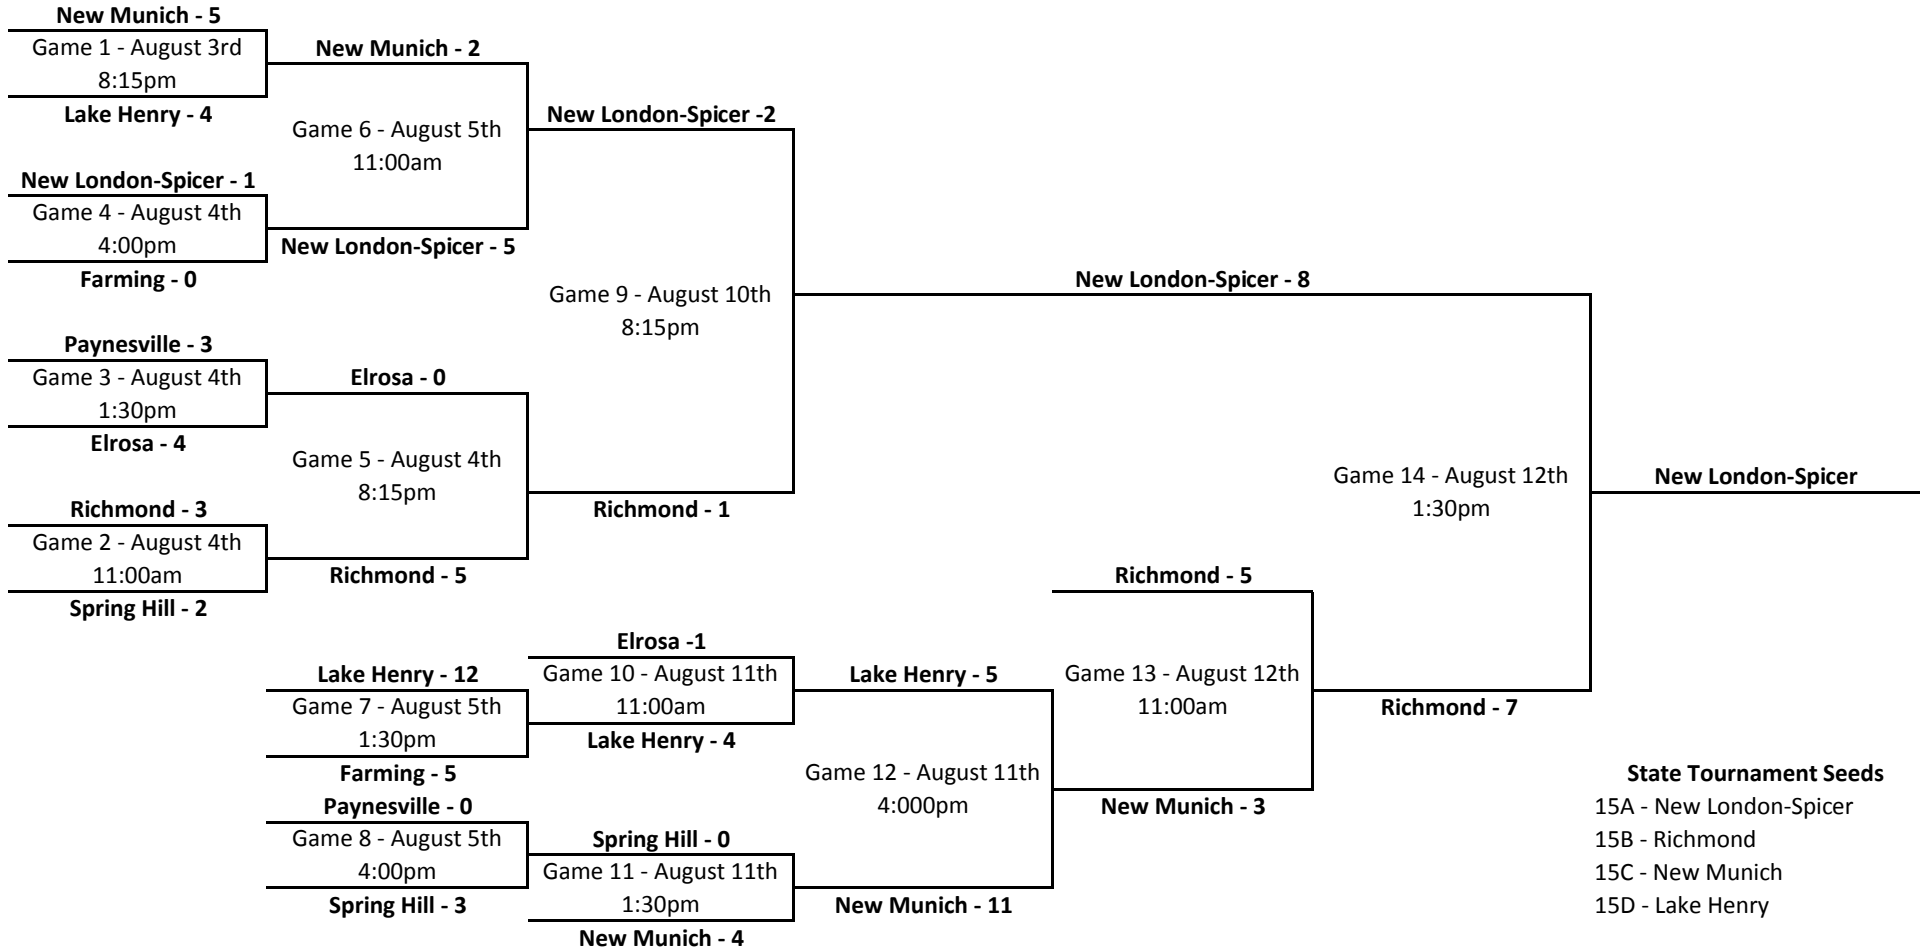 New Munich - 5
Game 1 - August 3rd
8:15pm
Lake Henry - 4
New London-Spicer - 1
Game 4 - August 4th
4:00pm
Farming - 0
Paynesville - 3
Game 3 - August 4th
1:30pm
Elrosa - 4
Richmond - 3
Game 2 - August 4th
11:00am
Spring Hill - 2
New Munich - 2
Game 6 - August 5th
11:00am
New London-Spicer - 5
Elrosa - 0
Game 5 - August 4th
8:15pm
Richmond - 5
New London-Spicer -2
Game 9 - August 10th
8:15pm
Richmond - 1
Lake Henry - 12
Game 7 - August 5th
1:30pm
Farming - 5
Paynesville - 0
Game 8 - August 5th
4:00pm
Spring Hill - 3
Elrosa -1
Game 10 - August 11th
11:00am
Lake Henry - 4
Spring Hill - 0
Game 11 - August 11th
1:30pm
New Munich - 4
Lake Henry - 5
Game 12 - August 11th
4:000pm
New Munich - 11
Richmond - 5
Game 13 - August 12th
11:00am
New Munich - 3
New London-Spicer - 8
Game 14 - August 12th
1:30pm
Richmond - 7
New London-Spicer
State Tournament Seeds
15A - New London-Spicer
15B - Richmond
15C - New Munich
15D - Lake Henry